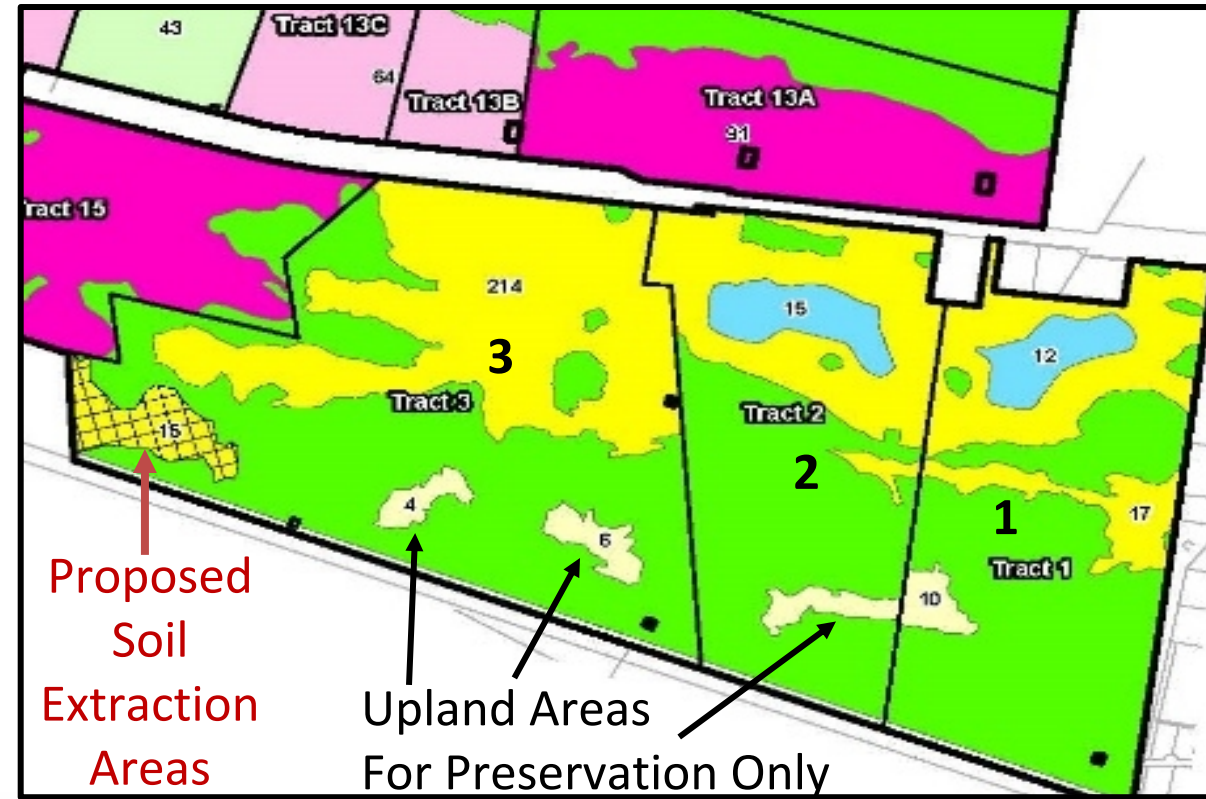 43
Tract 13C
64
Tract 13B
Tract 13A
91
ract 15
214
15
12
3
Tract 3
Tract 2
15
2
4
6
1
17
Tract 1
10
Proposed
Soil
Extraction
Areas
Upland Areas
For Preservation Only